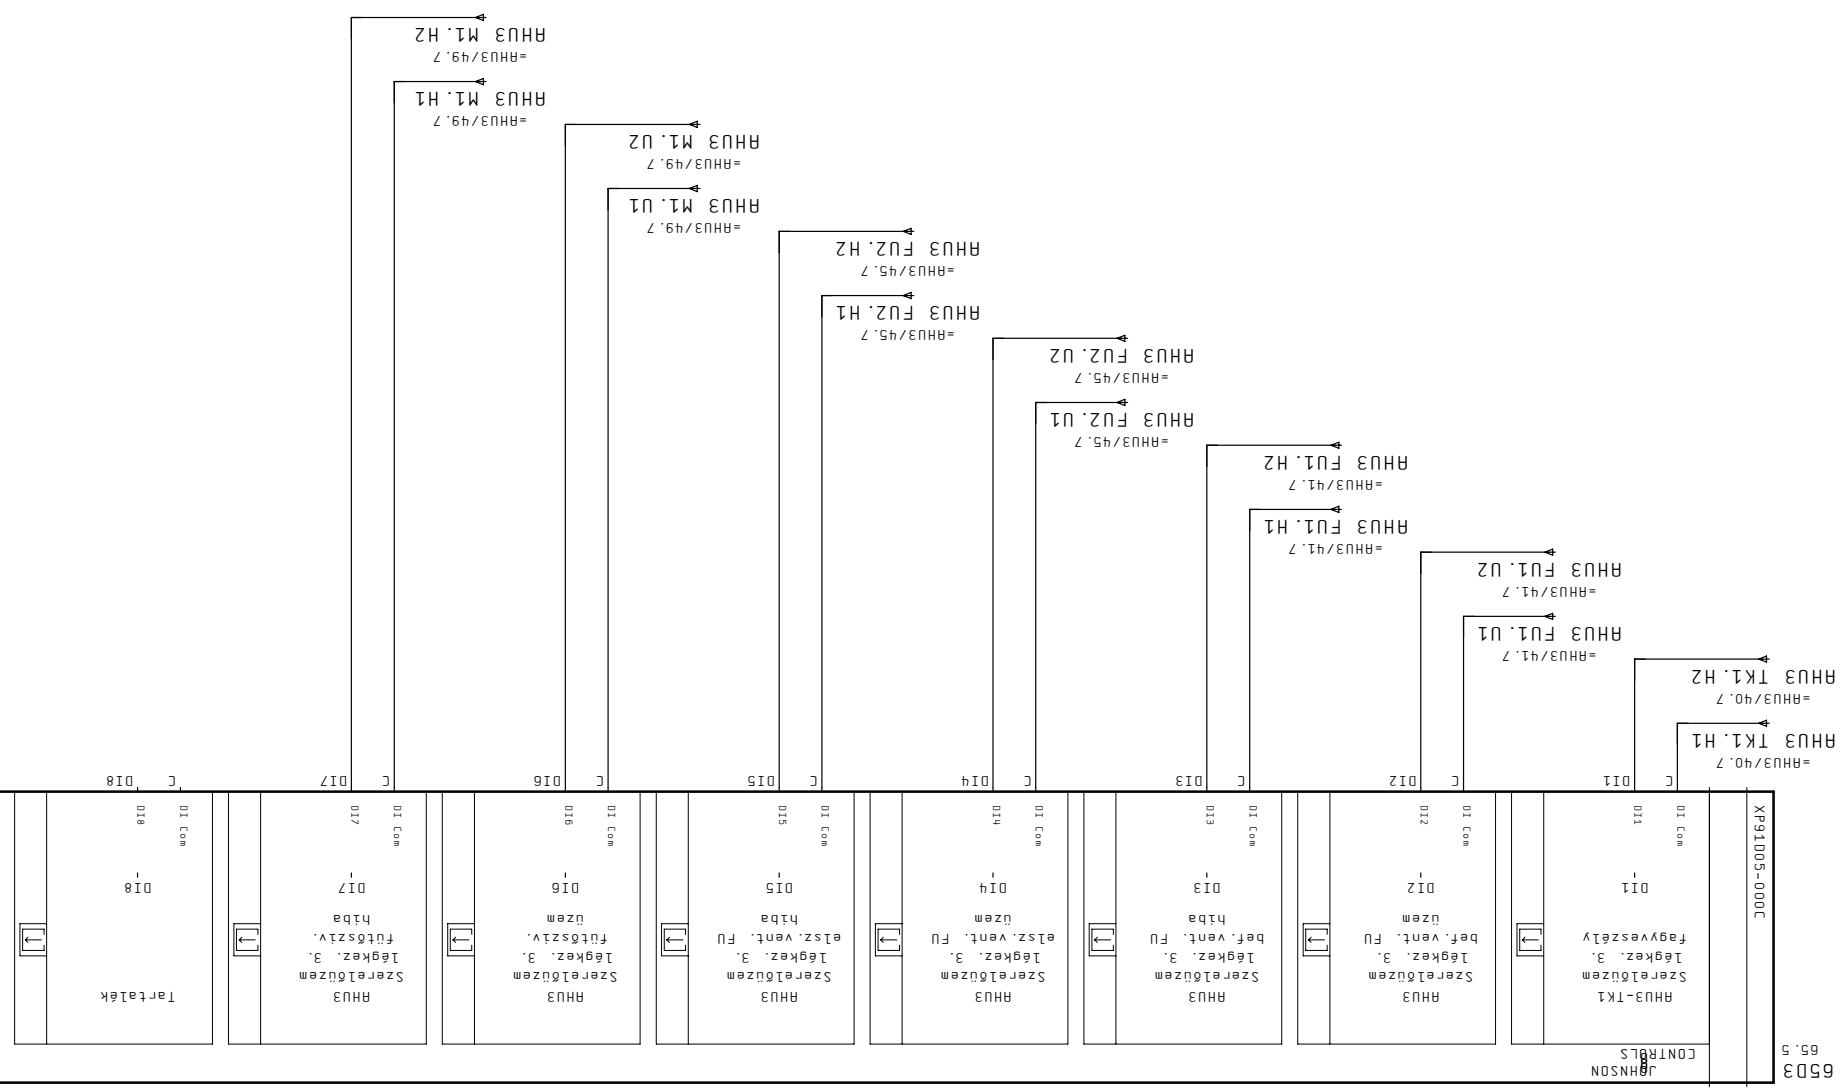 65D3
65.5
JOHNSON
CONTROLS
XP91D05-000C
AHU3-TK1
Szerelőüzem
légkez. 3.
fagyveszély
DI1
DI Com
DI1
C
DI1
=AHU3/40.7
AHU3 TK1.H1
=AHU3/40.7
AHU3 TK1.H2
AHU3
Szerelőüzem
légkez. 3.
bef.vent. FU
üzem
DI2
DI Com
DI2
C
DI2
=AHU3/41.7
AHU3 FU1.U1
=AHU3/41.7
AHU3 FU1.U2
AHU3
Szerelőüzem
légkez. 3.
bef.vent. FU
hiba
DI3
DI Com
DI3
C
DI3
=AHU3/41.7
AHU3 FU1.H1
=AHU3/41.7
AHU3 FU1.H2
AHU3
Szerelőüzem
légkez. 3.
elsz.vent. FU
üzem
DI4
DI Com
DI4
C
DI4
=AHU3/45.7
AHU3 FU2.U1
=AHU3/45.7
AHU3 FU2.U2
AHU3
Szerelőüzem
légkez. 3.
elsz.vent. FU
hiba
DI5
DI Com
DI5
C
DI5
=AHU3/45.7
AHU3 FU2.H1
=AHU3/45.7
AHU3 FU2.H2
AHU3
Szerelőüzem
légkez. 3.
fütősziv.
üzem
DI6
DI Com
DI6
C
DI6
=AHU3/49.7
AHU3 M1.U1
=AHU3/49.7
AHU3 M1.U2
AHU3
Szerelőüzem
légkez. 3.
fütősziv.
hiba
DI7
DI Com
DI7
C
DI7
=AHU3/49.7
AHU3 M1.H1
=AHU3/49.7
AHU3 M1.H2
Tartalék
DI8
DI Com
DI8
C
DI8